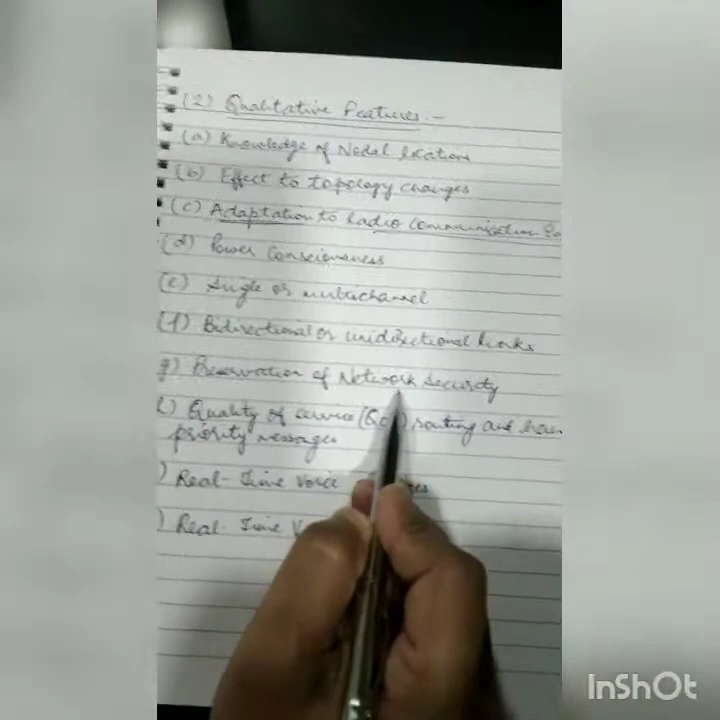 (2) Qualitative Features:-
(a) Knowledge of Nodal locations
(b) Effect to topology changes
(c) Adaptation to radio communication
(d) Power Consciousness
(e) Single or multichannel
(f) Bidirectional or unidirectional links
g) Preservation of Network security
Quality of service (Qo ) routing and
priority messages
) Real-Time Voice
) Real-Time V
InShOt